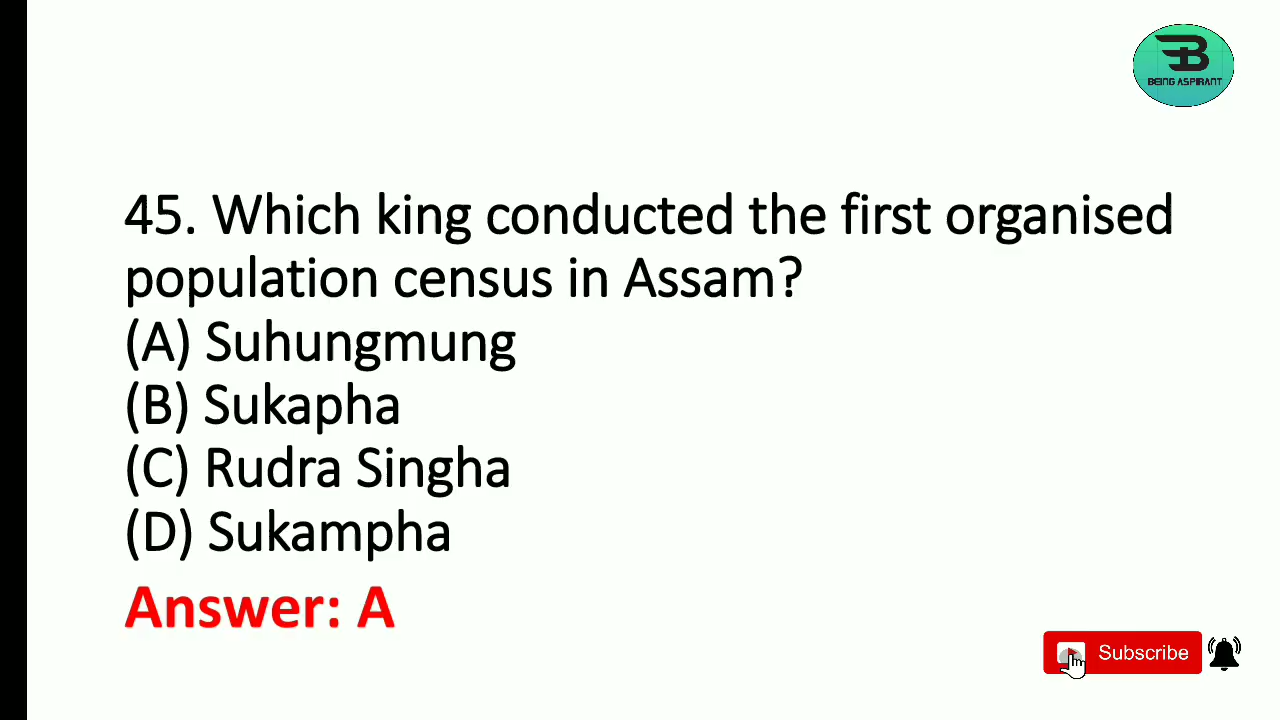 BEING ASPIRANT
45. Which king conducted the first organised
population census in Assam?
(A) Suhungmung
(B) Sukapha
(C) Rudra Singha
(D) Sukampha
Answer: A
Subscribe